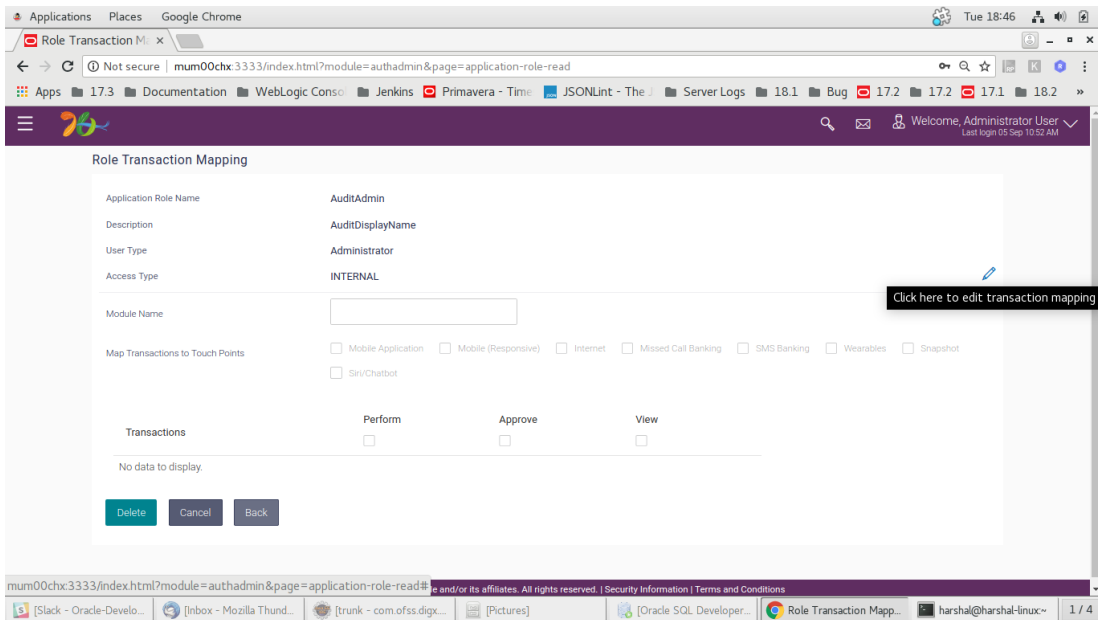 Applications Places Google Chrome Tue 18:46
Role Transaction Ma
Not secure | mum00chx:3333/index.html?module=authadmin&page=application-role-read
Apps 17.3 Documentation WebLogic Conso Jenkins Primavera - Time JSONLint - The J Server Logs 18.1 Bug 17.2 17.2 17.1 18.2 »
Welcome, Administrator User
Last login 05 Sep 10:52 AM
Role Transaction Mapping
Application Role Name AuditAdmin
Description AuditDisplayName
User Type Administrator
Access Type INTERNAL
Click here to edit transaction mapping
Module Name
Map Transactions to Touch Points Mobile Application Mobile (Responsive) Internet Missed Call Banking SMS Banking Wearables Snapshot
Siri/Chatbot
Perform Approve View
Transactions
No data to display.
Delete Cancel Back
mum00chx:3333/index.html?module=authadmin&page=application-role-read# e and/or its affiliates. All rights reserved. | Security Information | Terms and Conditions
[Slack - Oracle-Develo... [Inbox - Mozilla Thund... [trunk - com.ofss.digx... [Pictures] [Oracle SQL Developer... Role Transaction Mapp... harshal@harshal-linux:~ 1 / 4